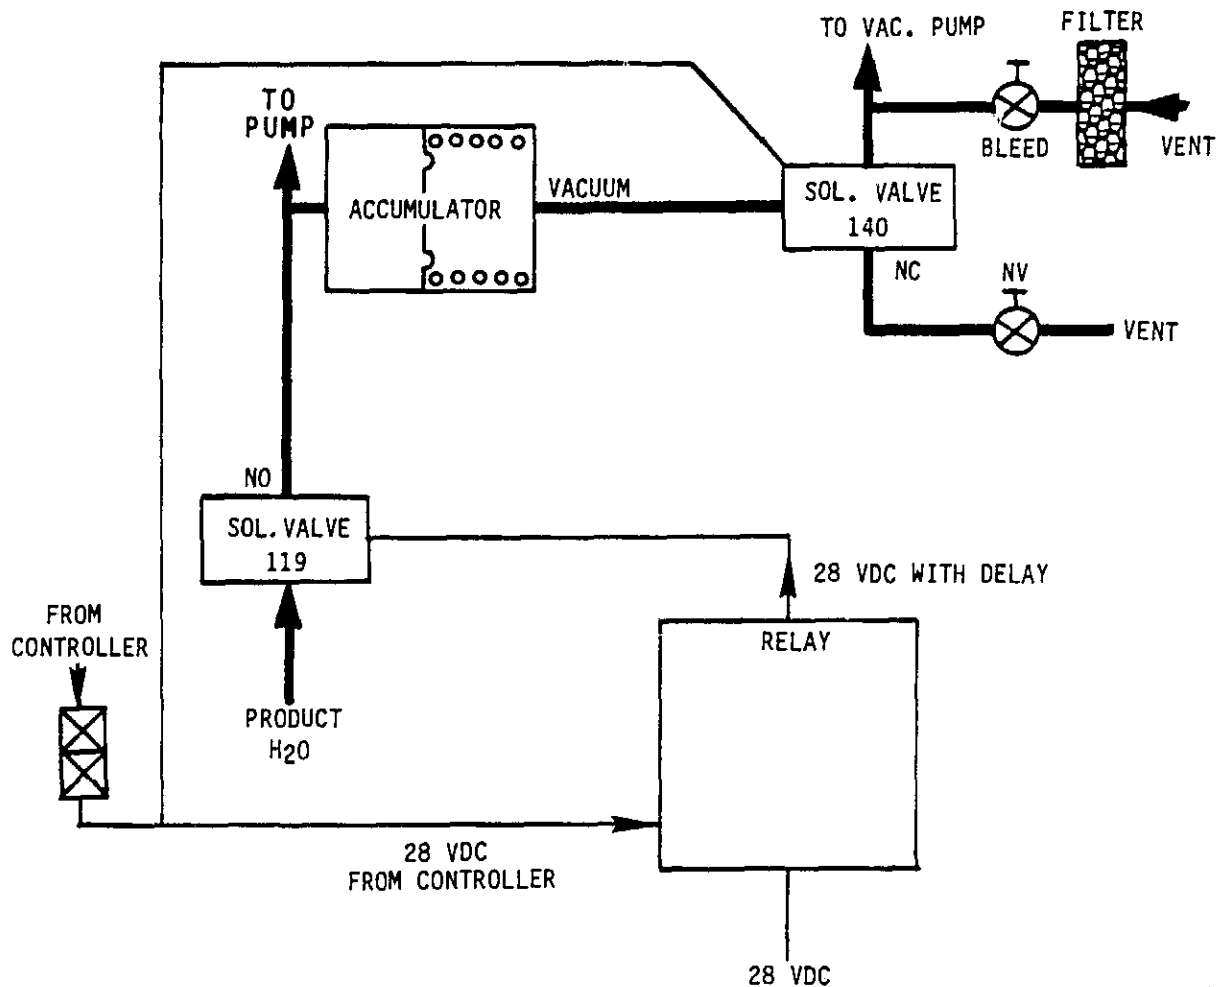 TO VAC. PUMP
FILTER
TO
PUMP
BLEED
VENT
ACCUMULATOR
VACUUM
SOL. VALVE
140
NC
NV
VENT
NO
SOL. VALVE
119
28 VDC WITH DELAY
FROM
CONTROLLER
RELAY
PRODUCT
H2O
28 VDC
FROM CONTROLLER
28 VDC